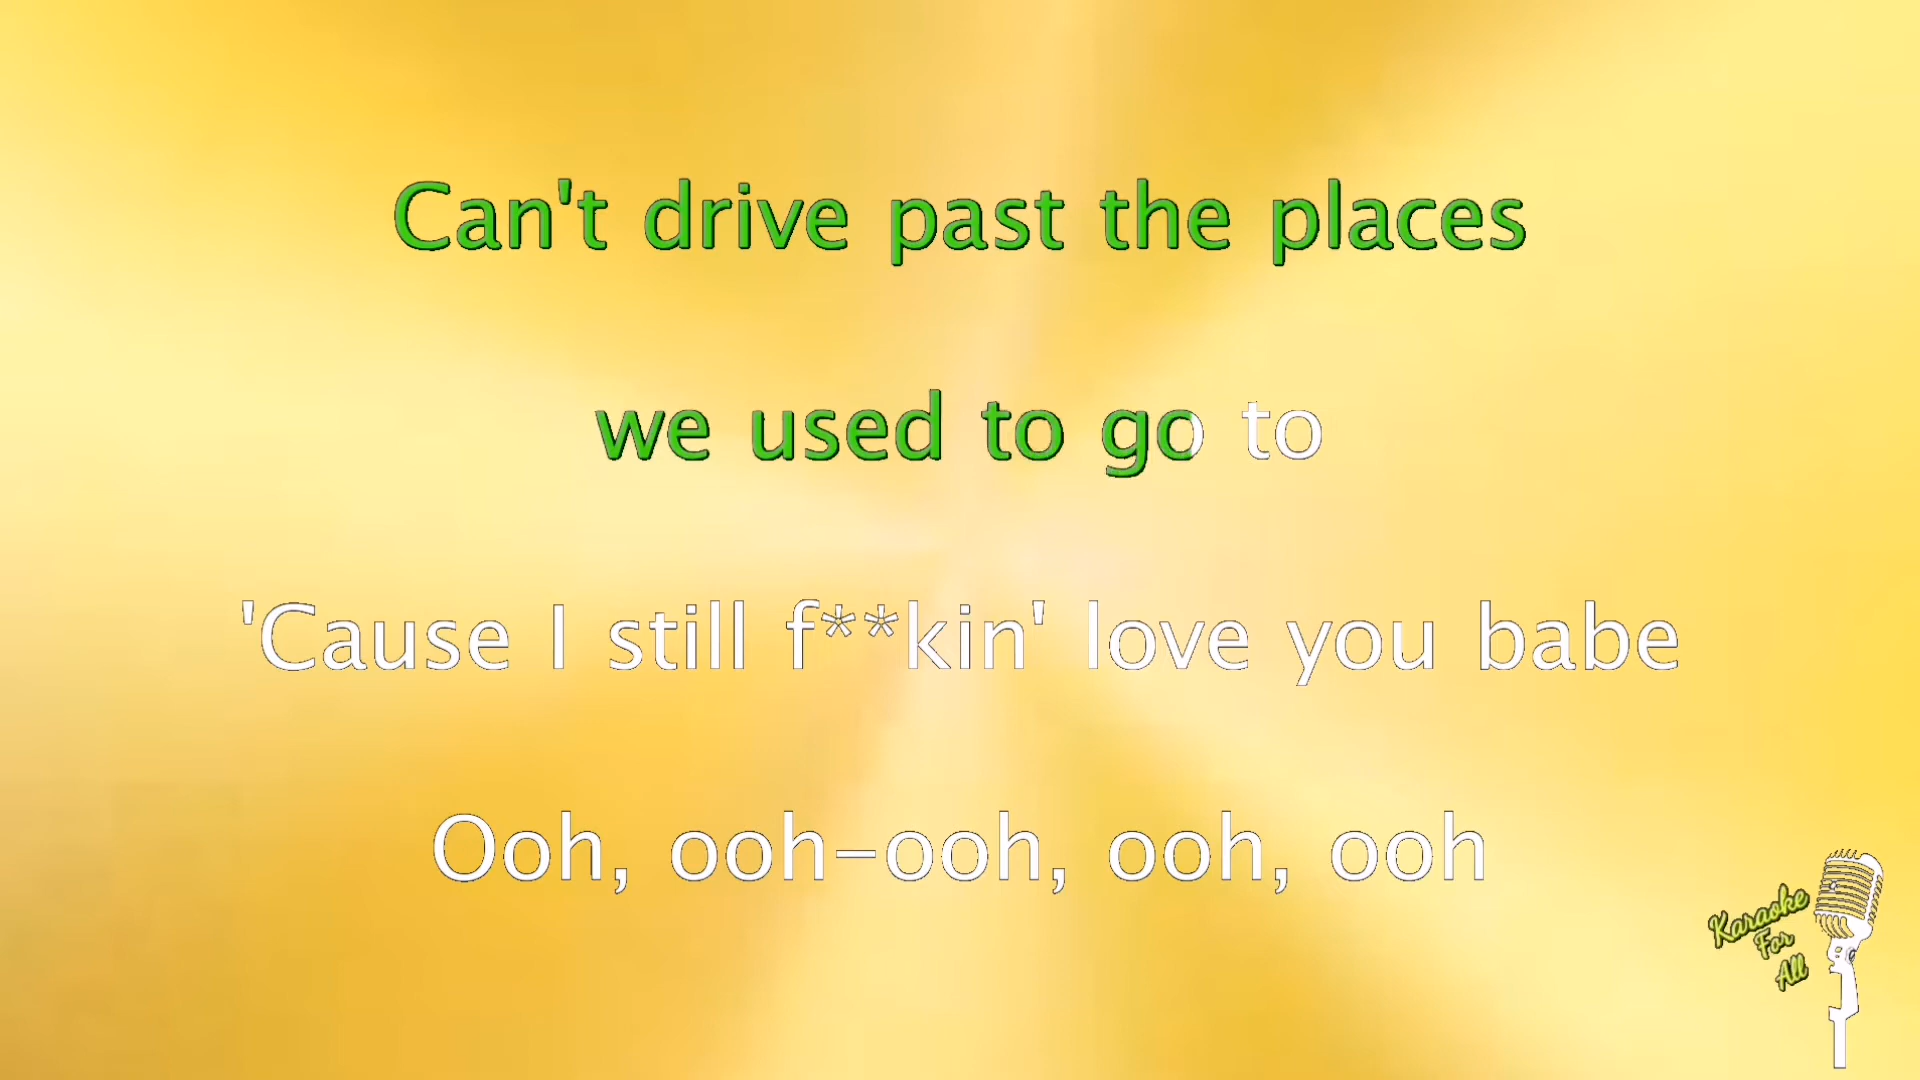 Can't drive past the places
we used to go to
'Cause I still f**kin' love you babe
Ooh, ooh-ooh, ooh, ooh
Karaoke
For
All